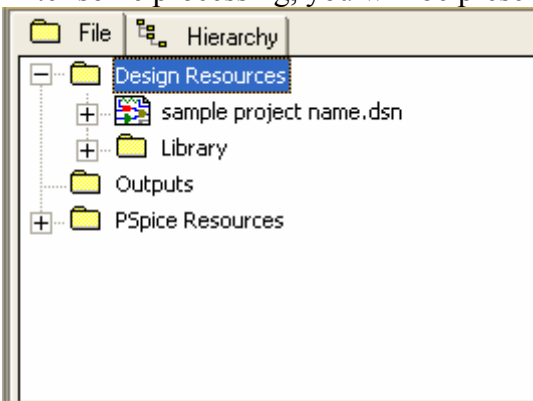 File Hierarchy
Design Resources
sample project name.dsn
Library
Outputs
PSpice Resources